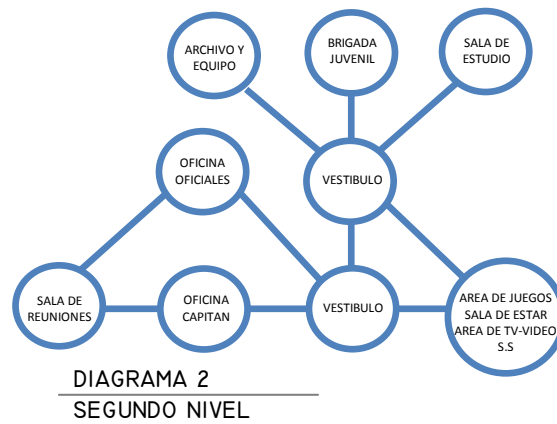 ARCHIVO Y
EQUIPO
BRIGADA
JUVENIL
SALA DE
ESTUDIO
OFICINA
OFICIALES
VESTIBULO
SALA DE
REUNIONES
OFICINA
CAPITAN
VESTIBULO
AREA DE JUEGOS
SALA DE ESTAR
AREA DE TV-VIDEO
S.S
DIAGRAMA 2
SEGUNDO NIVEL